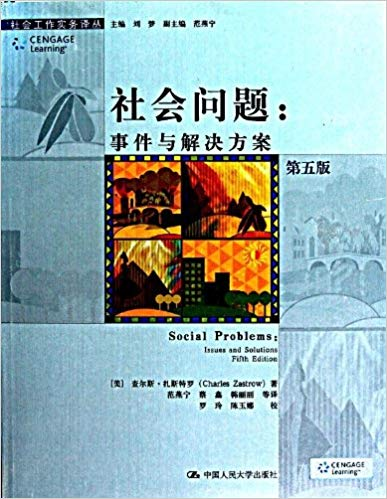 社会工作实务译丛 主编 刘 梦 副主编 范燕宁
CENGAGE
Learning®
社会问题：
事件与解决方案
第五版
Social Problems:
Issues and Solutions
Fifth Edition
[美] 查尔斯·扎斯特罗 (Charles Zastrow) 著
范燕宁 蔡 鑫 韩丽丽 等译
罗 玲 陈玉娜 校
CENGAGE
Learning™
中国人民大学出版社